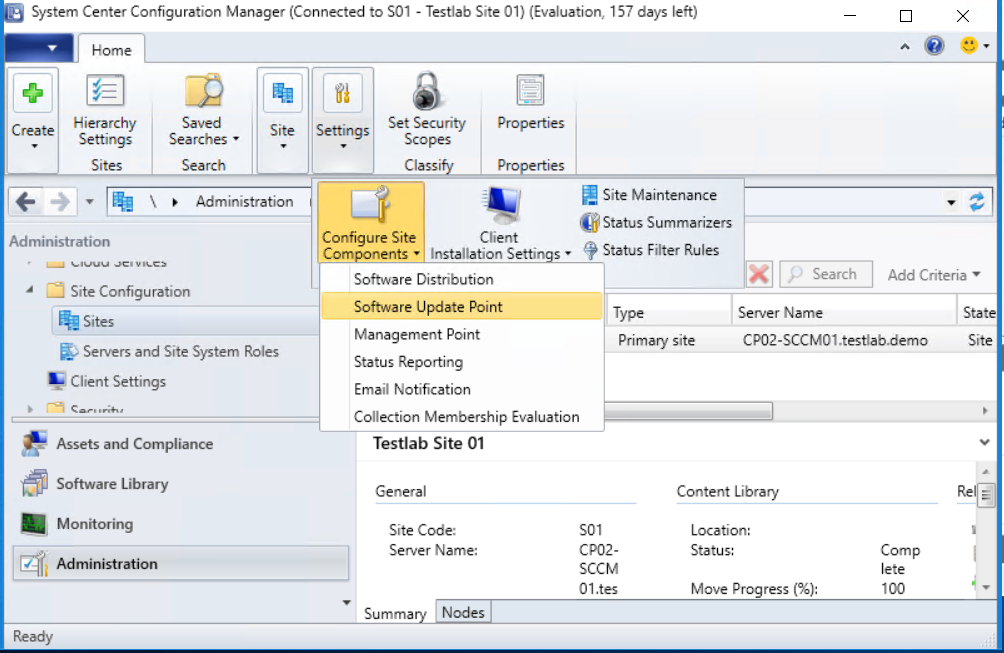 System Center Configuration Manager (Connected to S01 - Testlab Site 01) (Evaluation, 157 days left)
Home
Create
Hierarchy
Settings
Sites
Saved
Searches
Search
Site
Settings
Set Security
Scopes
Classify
Properties
Properties
\ Administration
Configure Site
Components
Client
Installation Settings
Site Maintenance
Status Summarizers
Status Filter Rules
Administration
Cloud Services
Site Configuration
Sites
Servers and Site System Roles
Client Settings
Security
Software Distribution
Software Update Point
Management Point
Status Reporting
Email Notification
Collection Membership Evaluation
Search
Add Criteria
Type Server Name State
Primary site CP02-SCCM01.testlab.demo Site
Assets and Compliance
Software Library
Monitoring
Administration
Testlab Site 01
General
Site Code: S01
Server Name: CP02-
SCCM
01.tes
Content Library
Location:
Status: Comp
lete
Move Progress (%): 100
Rel
Summary
Nodes
Ready